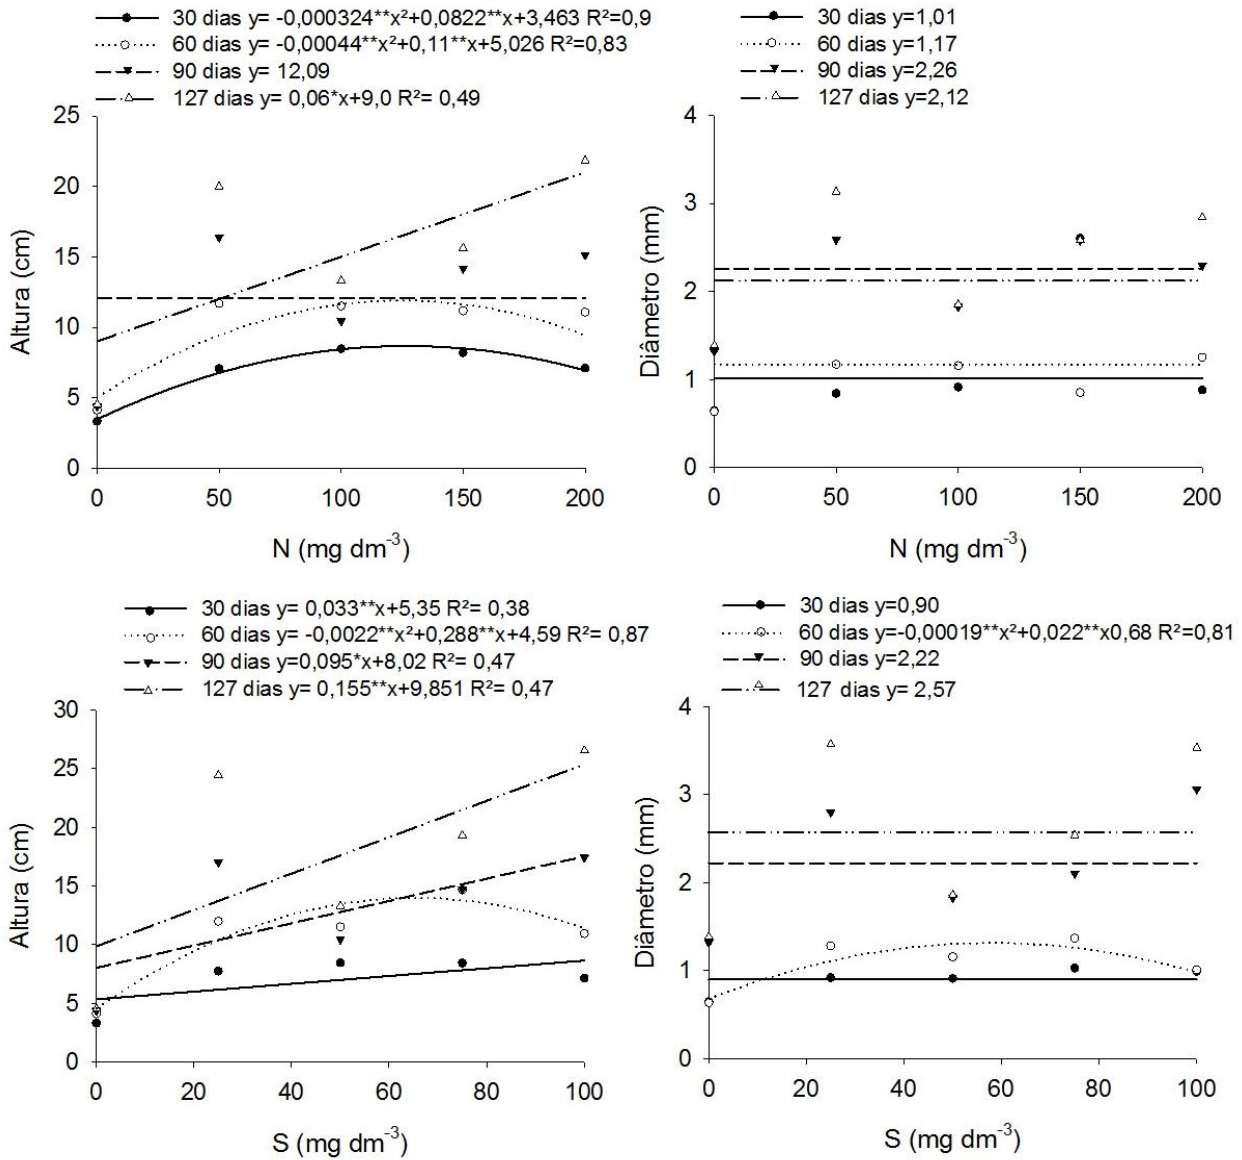 30 dias y= -0,000324**x²+0,0822**x+3,463 R²=0,9
60 dias y= -0,00044**x²+0,11**x+5,026 R²=0,83
90 dias y= 12,09
127 dias y= 0,06*x+9,0 R²= 0,49
25
20
15
10
5
0
Altura (cm)
0 50 100 150 200
N (mg dm⁻³)
30 dias y=1,01
60 dias y=1,17
90 dias y=2,26
127 dias y=2,12
4
3
2
1
0
Diâmetro (mm)
0 50 100 150 200
N (mg dm⁻³)
30 dias y= 0,033**x+5,35 R²= 0,38
60 dias y= -0,0022**x²+0,288**x+4,59 R²= 0,87
90 dias y=0,095*x+8,02 R²= 0,47
127 dias y= 0,155**x+9,851 R²= 0,47
30
25
20
15
10
5
0
Altura (cm)
0 20 40 60 80 100
S (mg dm⁻³)
30 dias y=0,90
60 dias y=-0,00019**x²+0,022**x0,68 R²=0,81
90 dias y=2,22
127 dias y= 2,57
4
3
2
1
0
Diâmetro (mm)
0 20 40 60 80 100
S (mg dm⁻³)